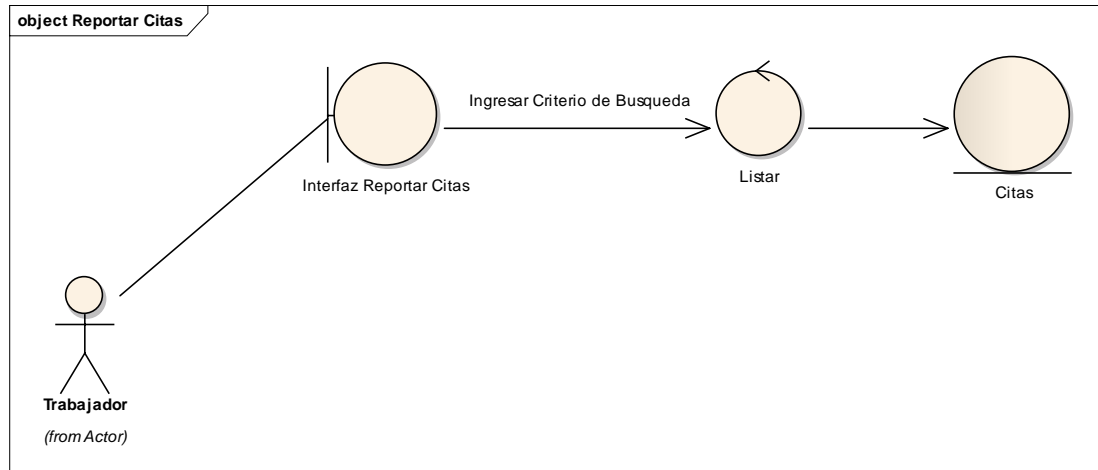 object Reportar Citas
Ingresar Criterio de Busqueda
Interfaz Reportar Citas
Listar
Citas
Trabajador
(from Actor)